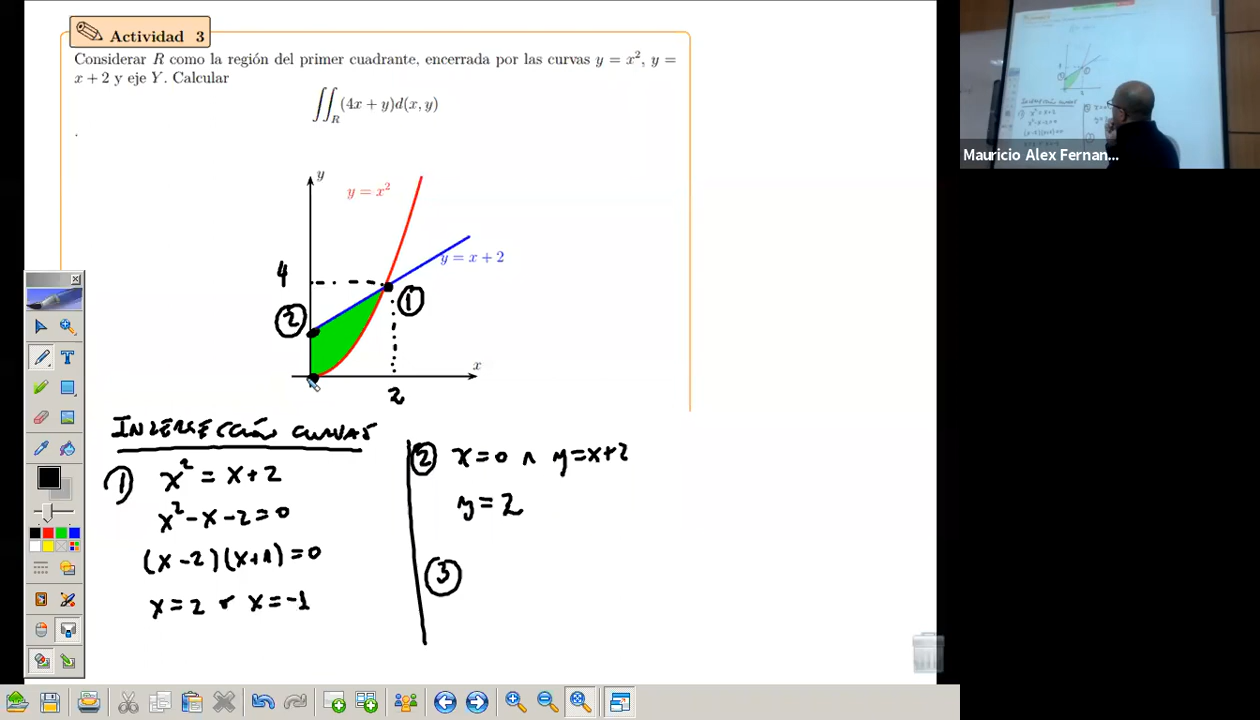 Actividad 3
Considerar R como la región del primer cuadrante, encerrada por las curvas y = x², y =
x + 2 y eje Y. Calcular
∬_R (4x + y)d(x, y)
.
y
y = x²
y = x + 2
4
①
②
x
2
INTERSECCIÓN CURVAS
① x² = x + 2
x² - x - 2 = 0
(x - 2)(x + 1) = 0
x = 2 ∨ x = -1
② x = 0 ∧ y = x + 2
y = 2
③
Mauricio Alex Fernan...